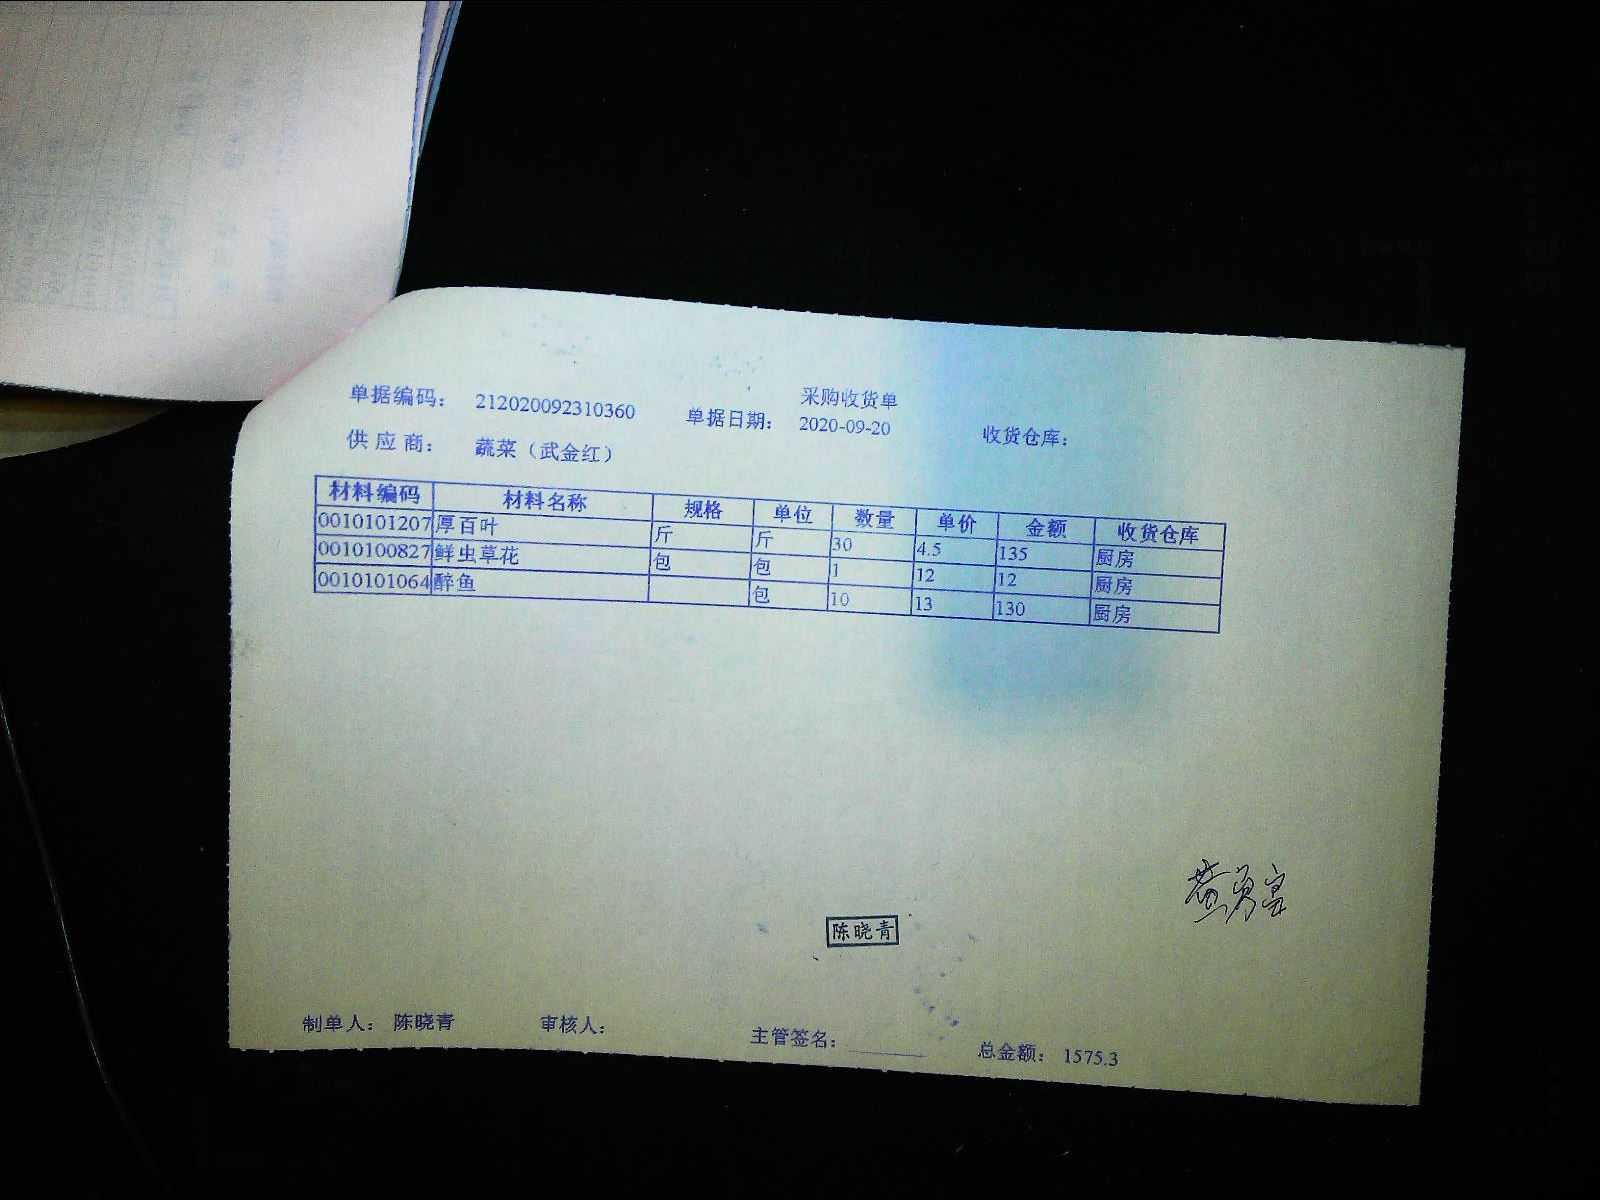 采购收货单
单据编码： 212020092310360 单据日期： 2020-09-20 收货仓库：
供应商： 蔬菜（武金红）
材料编码 材料名称 规格 单位 数量 单价 金额 收货仓库
0010101207 厚百叶 斤 斤 30 4.5 135 厨房
0010100827 鲜虫草花 包 包 1 12 12 厨房
0010101064 醉鱼 包 10 13 130 厨房
陈晓青
制单人： 陈晓青 审核人： 主管签名： 总金额： 1575.3